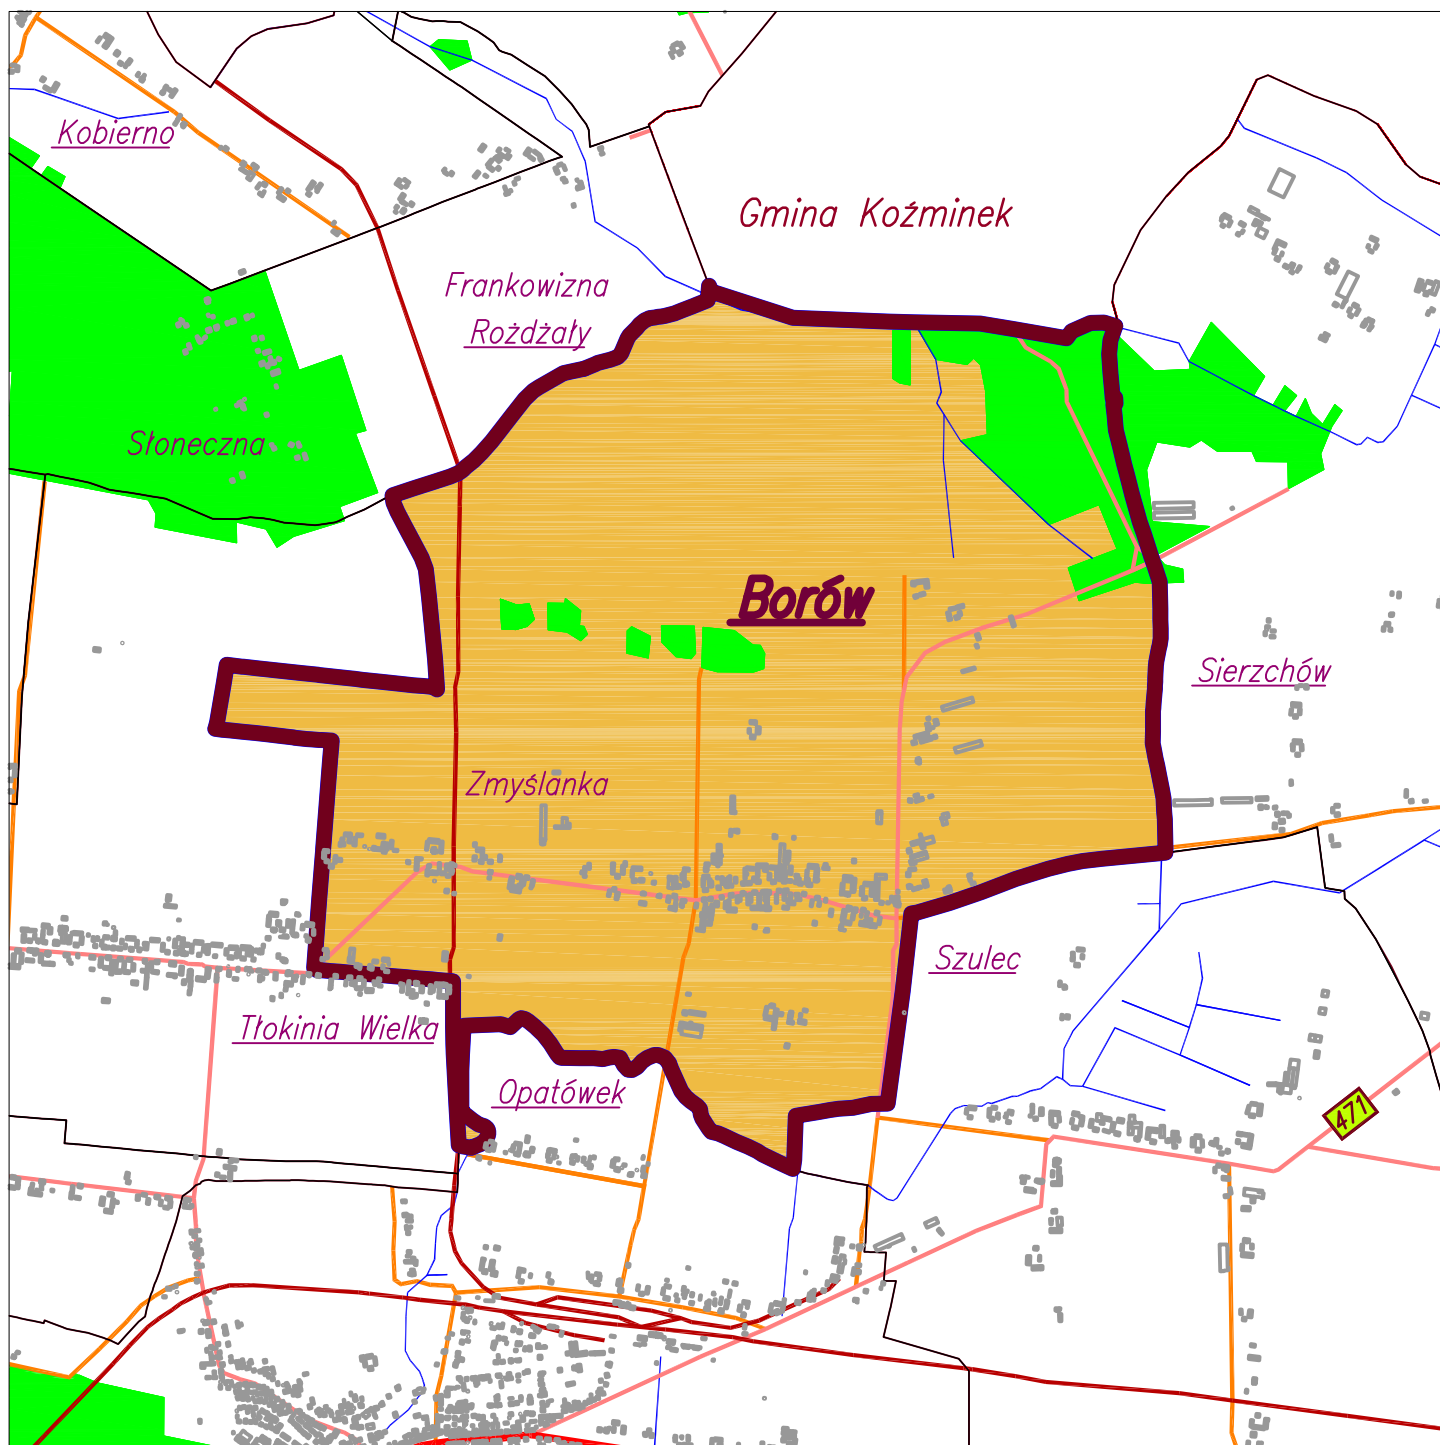 Kobierno
Gmina Koźminek
Frankowizna
Rożdżały
Słoneczna
Borów
Sierzchów
Zmyślanka
Szulec
Tłokinia Wielka
Opatówek
471